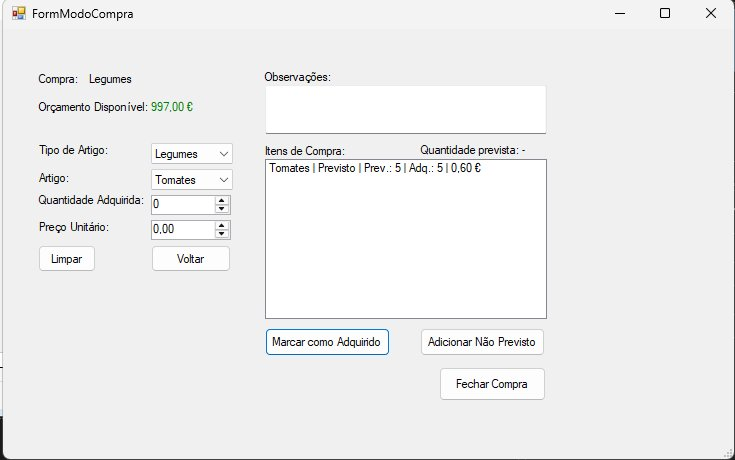 FormModoCompra
Compra: Legumes
Orçamento Disponível: 997,00 €
Tipo de Artigo: Legumes
Artigo: Tomates
Quantidade Adquirida: 0
Preço Unitário: 0,00
Limpar Voltar
Observações:
Itens de Compra: Quantidade prevista: -
Tomates | Previsto | Prev.: 5 | Adq.: 5 | 0,60 €
Marcar como Adquirido Adicionar Não Previsto
Fechar Compra